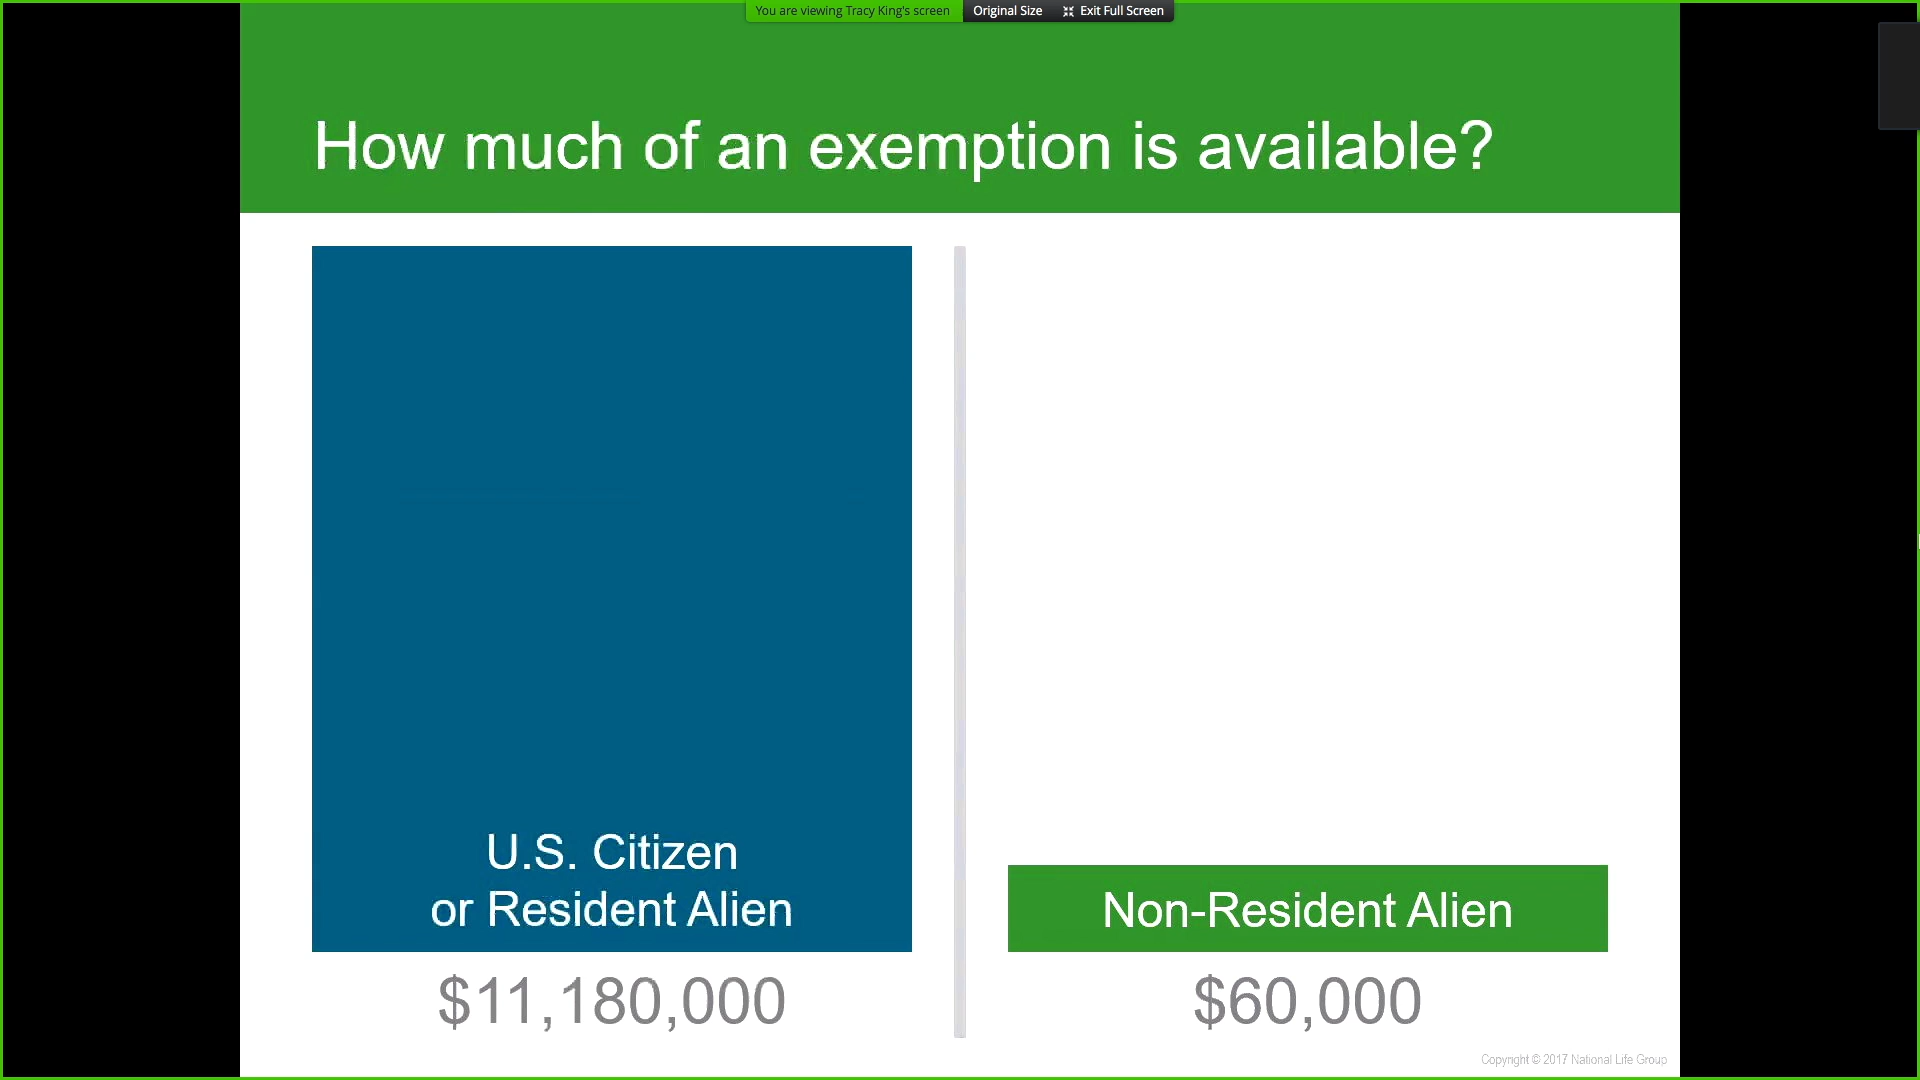 You are viewing Tracy King's screen Original Size Exit Full Screen
How much of an exemption is available?
U.S. Citizen
or Resident Alien
$11,180,000
Non-Resident Alien
$60,000
Copyright © 2017 National Life Group